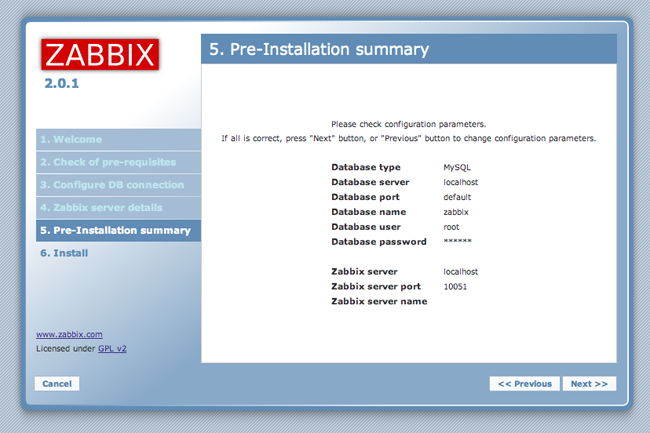 ZABBIX
2.0.1
1. Welcome
2. Check of pre-requisites
3. Configure DB connection
4. Zabbix server details
5. Pre-Installation summary
6. Install
www.zabbix.com
Licensed under GPL v2
5. Pre-Installation summary
Please check configuration parameters.
If all is correct, press "Next" button, or "Previous" button to change configuration parameters.
Database type MySQL
Database server localhost
Database port default
Database name zabbix
Database user root
Database password ******
Zabbix server localhost
Zabbix server port 10051
Zabbix server name
Cancel
<< Previous
Next >>